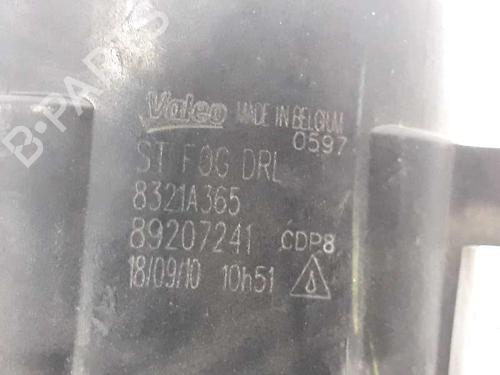 B-PARTS
Valeo MADE IN BELGIUM
0597
ST FOG DRL
8321A365
89207241 CDP8
18/09/10 10h51